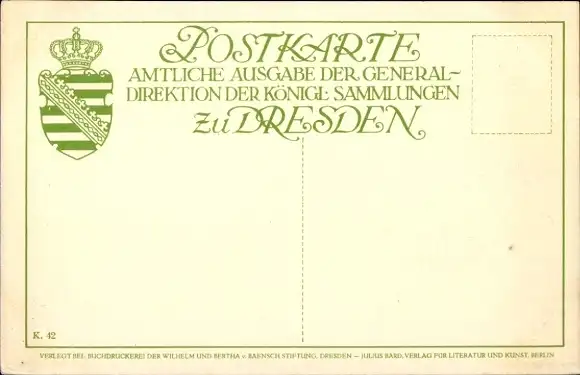 POSTKARTE
AMTLICHE AUSGABE DER GENERAL-
DIREKTION DER KÖNIGL. SAMMLUNGEN
zu DRESDEN
K. 42
VERLEGT BEI: BUCHDRUCKEREI DER WILHELM UND BERTHA v. BAENSCH STIFTUNG, DRESDEN – JULIUS BARD, VERLAG FÜR LITERATUR UND KUNST, BERLIN